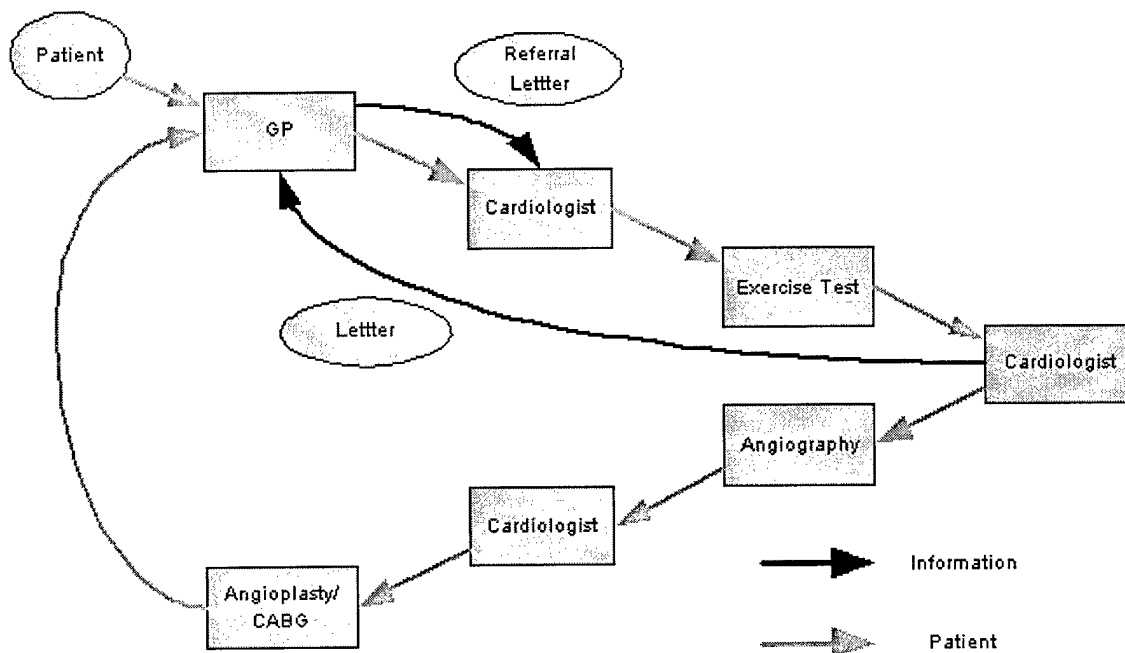 Patient
Referral
Lettter
GP
Cardiologist
Exercise Test
Lettter
Cardiologist
Angiography
Cardiologist
Angioplasty/
CABG
Information
Patient